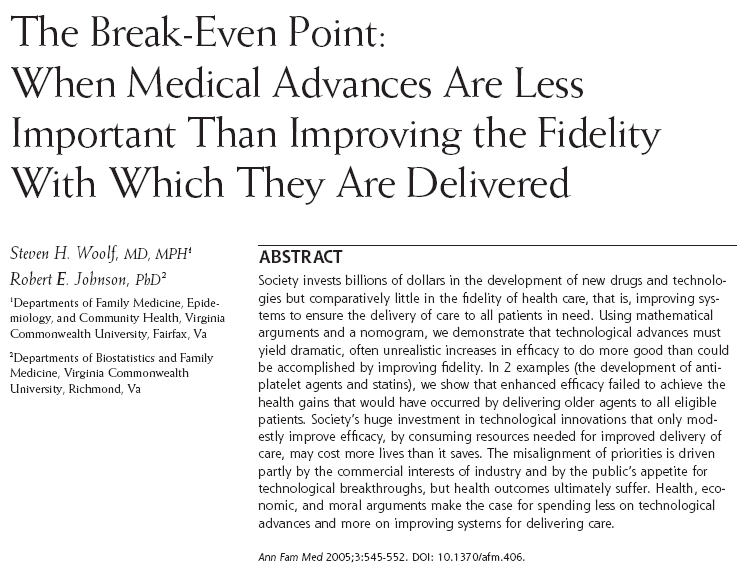 The Break-Even Point:
When Medical Advances Are Less
Important Than Improving the Fidelity
With Which They Are Delivered
Steven H. Woolf, MD, MPH¹
Robert E. Johnson, PhD²
¹Departments of Family Medicine, Epide-
miology, and Community Health, Virginia
Commonwealth University, Fairfax, Va
²Departments of Biostatistics and Family
Medicine, Virginia Commonwealth
University, Richmond, Va
ABSTRACT
Society invests billions of dollars in the development of new drugs and technolo-
gies but comparatively little in the fidelity of health care, that is, improving sys-
tems to ensure the delivery of care to all patients in need. Using mathematical
arguments and a nomogram, we demonstrate that technological advances must
yield dramatic, often unrealistic increases in efficacy to do more good than could
be accomplished by improving fidelity. In 2 examples (the development of anti-
platelet agents and statins), we show that enhanced efficacy failed to achieve the
health gains that would have occurred by delivering older agents to all eligible
patients. Society's huge investment in technological innovations that only mod-
estly improve efficacy, by consuming resources needed for improved delivery of
care, may cost more lives than it saves. The misalignment of priorities is driven
partly by the commercial interests of industry and by the public's appetite for
technological breakthroughs, but health outcomes ultimately suffer. Health, eco-
nomic, and moral arguments make the case for spending less on technological
advances and more on improving systems for delivering care.
Ann Fam Med 2005;3:545-552. DOI: 10.1370/afm.406.